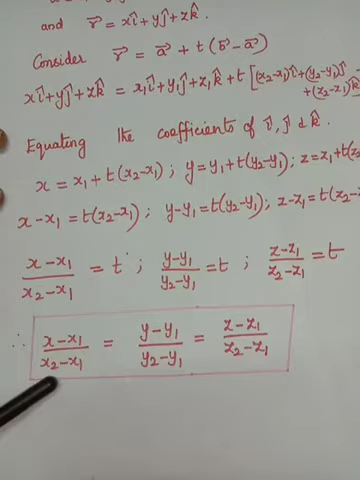 and r⃗ = xî+yĵ+zk̂.
Consider r⃗ = a⃗ + t(b⃗-a⃗)
xî+yĵ+zk̂ = x₁î+y₁ĵ+z₁k̂ + t[(x₂-x₁)î+(y₂-y₁)ĵ
+(z₂-z₁)k̂]
Equating the coefficients of î, ĵ & k̂.
x = x₁+t(x₂-x₁); y = y₁+t(y₂-y₁); z = z₁+t(z₂
x-x₁ = t(x₂-x₁); y-y₁ = t(y₂-y₁); z-z₁ = t(z₂-
(x-x₁)/(x₂-x₁) = t; (y-y₁)/(y₂-y₁) = t; (z-z₁)/(z₂-z₁) = t
∴ (x-x₁)/(x₂-x₁) = (y-y₁)/(y₂-y₁) = (z-z₁)/(z₂-z₁)